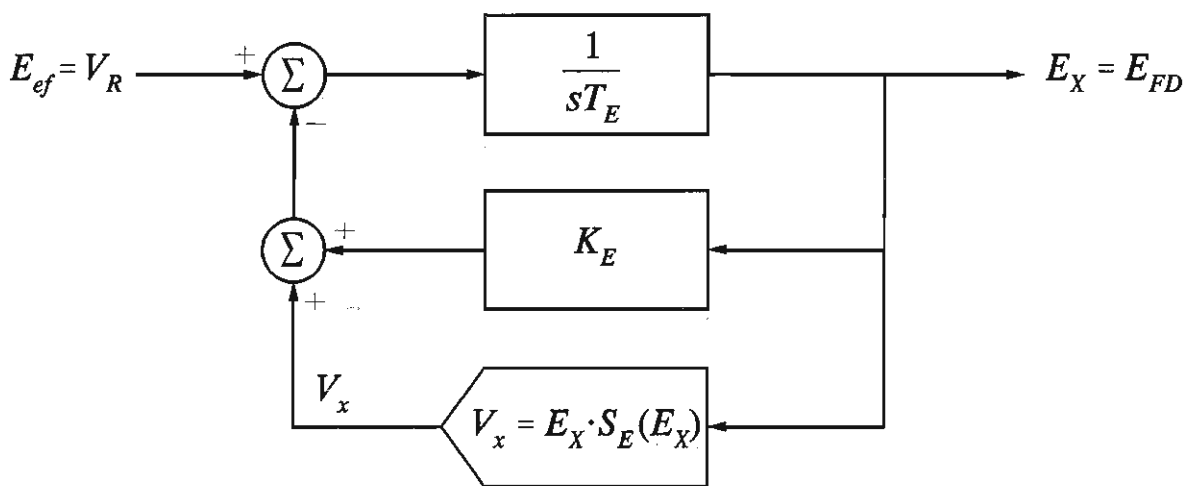 E_ef = V_R
+
Σ
−
1
sT_E
E_X = E_FD
Σ
+
+
K_E
V_x
V_x = E_X·S_E(E_X)